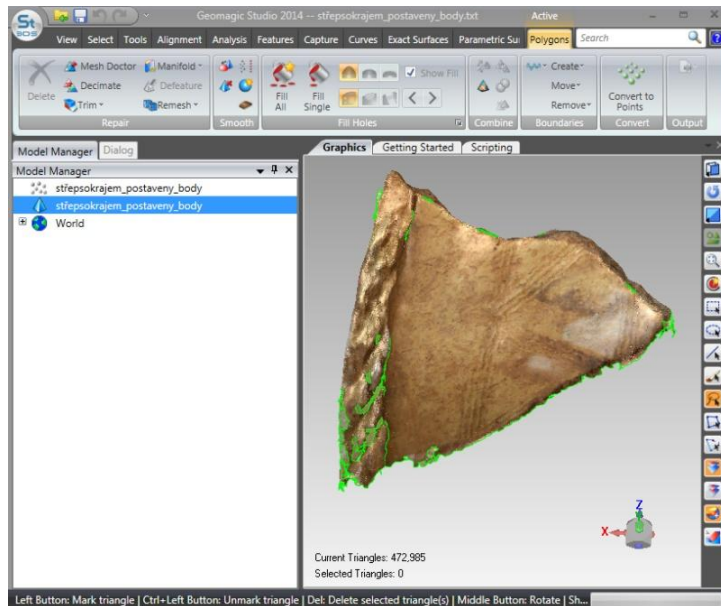 St
2014
Geomagic Studio 2014 -- střepsokrajem_postaveny_body.txt
Active
View Select Tools Alignment Analysis Features Capture Curves Exact Surfaces Parametric Su Polygons Search
Delete
Mesh Doctor
Manifold
Decimate
Defeature
Trim
Remesh
Repair
Smooth
Fill All
Fill Single
Show Fill
Fill Holes
Combine
Create
Move
Remove
Boundaries
Convert to Points
Convert
Output
Model Manager Dialog
Graphics Getting Started Scripting
Model Manager
střepsokrajem_postaveny_body
střepsokrajem_postaveny_body
World
Z
X
Current Triangles: 472,985
Selected Triangles: 0
Left Button: Mark triangle | Ctrl+Left Button: Unmark triangle | Del: Delete selected triangle(s) | Middle Button: Rotate | Sh...